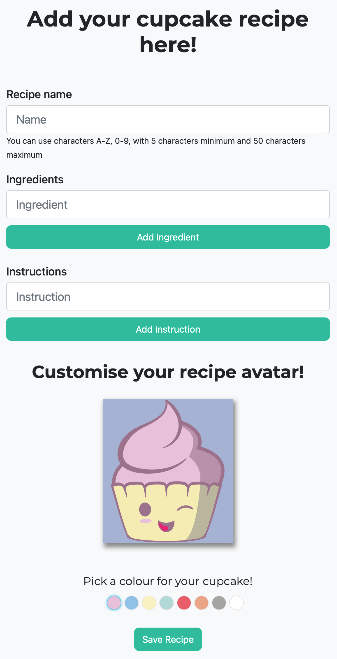 Add your cupcake recipe
here!
Recipe name
Name
You can use characters A-Z, 0-9, with 5 characters minimum and 50 characters
maximum
Ingredients
Ingredient
Add Ingredient
Instructions
Instruction
Add Instruction
Customise your recipe avatar!
Pick a colour for your cupcake!
Save Recipe